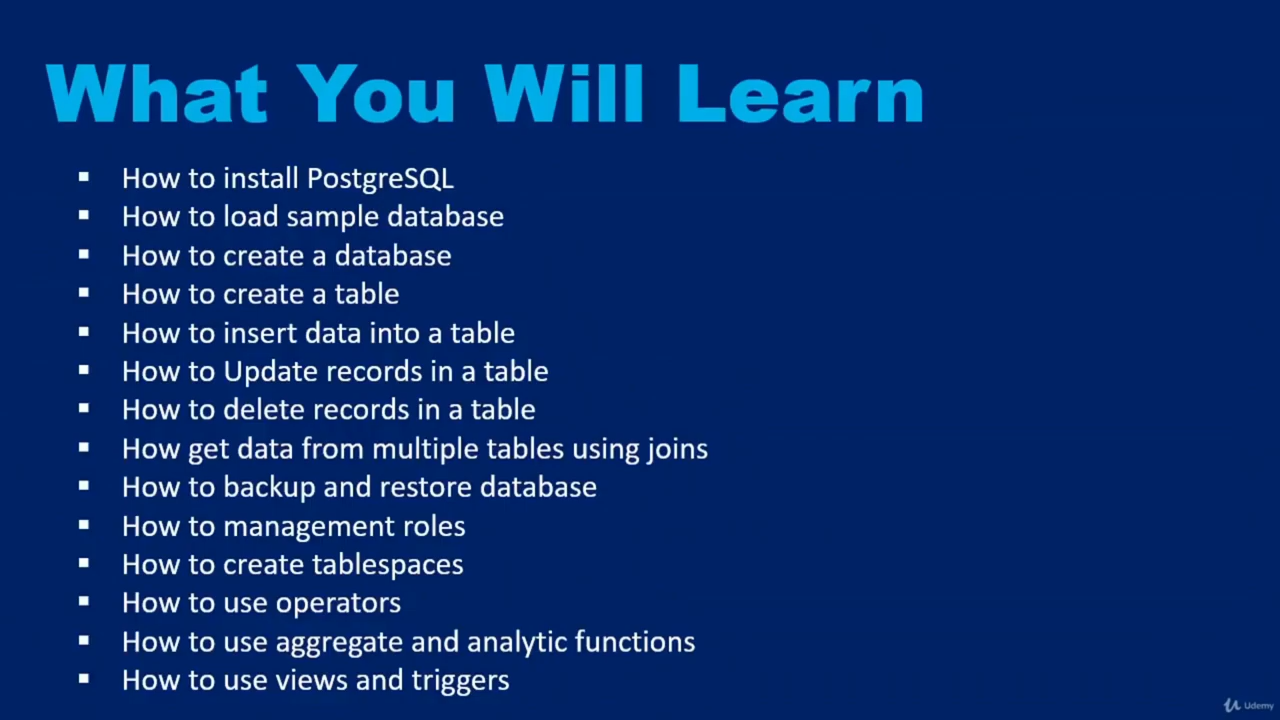 What You Will Learn
▪ How to install PostgreSQL
▪ How to load sample database
▪ How to create a database
▪ How to create a table
▪ How to insert data into a table
▪ How to Update records in a table
▪ How to delete records in a table
▪ How get data from multiple tables using joins
▪ How to backup and restore database
▪ How to management roles
▪ How to create tablespaces
▪ How to use operators
▪ How to use aggregate and analytic functions
▪ How to use views and triggers
Udemy